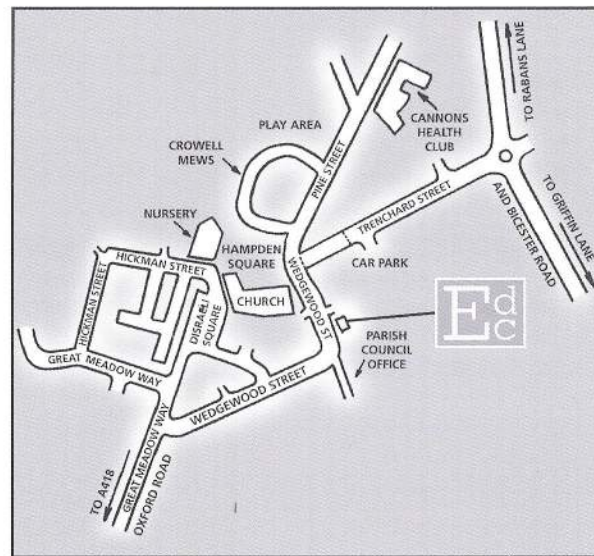 TO RABANS LANE
CANNONS
HEALTH
CLUB
PLAY AREA
CROWELL
MEWS
PINE STREET
TRENCHARD STREET
TO GRIFFIN LANE
AND BICESTER ROAD
NURSERY
HAMPDEN
SQUARE
CAR PARK
HICKMAN STREET
WEDGEWOOD ST
CHURCH
HICKMAN STREET
DISRAELI
SQUARE
Edc
PARISH
COUNCIL
OFFICE
GREAT MEADOW WAY
WEDGEWOOD STREET
GREAT MEADOW WAY
OXFORD ROAD
TO A418